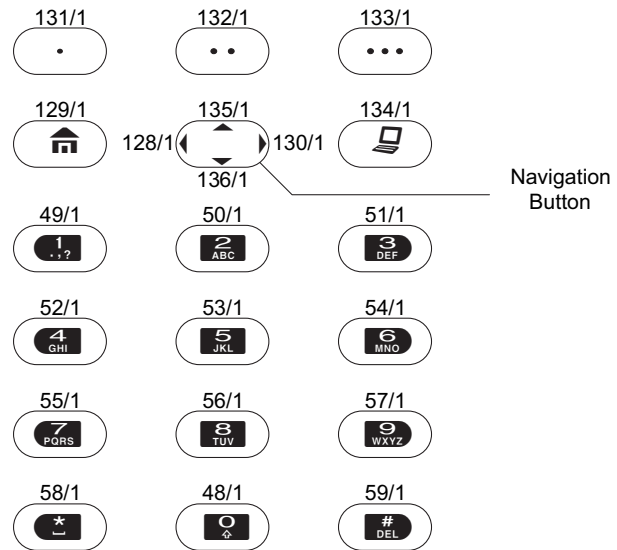 131/1 132/1 133/1
129/1 135/1 134/1
128/1 130/1
136/1
Navigation
Button
49/1 50/1 51/1
1 2 3
.,? ABC DEF
52/1 53/1 54/1
4 5 6
GHI JKL MNO
55/1 56/1 57/1
7 8 9
PQRS TUV WXYZ
58/1 48/1 59/1
* 0 #
DEL